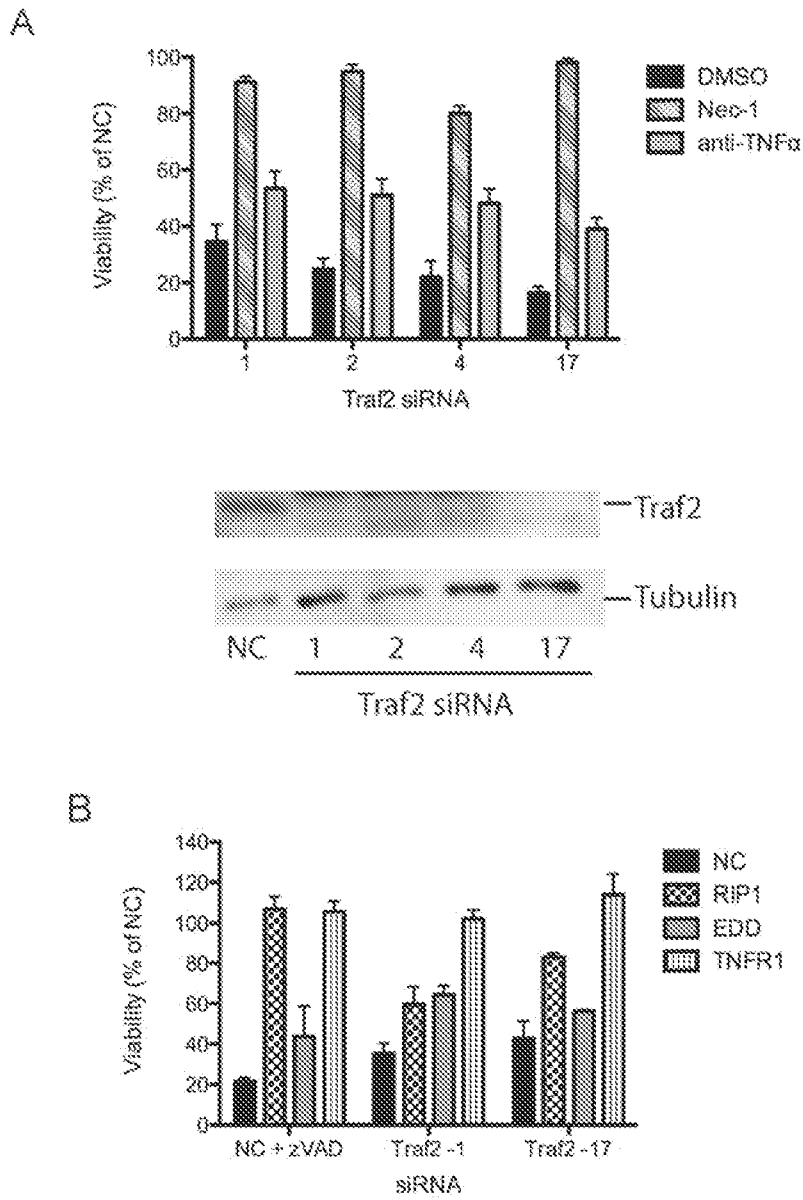 A
Viability (% of NC)
100
80
60
40
20
0
DMSO
Nec-1
anti-TNFα
1 2 4 17
Traf2 siRNA
Traf2
Tubulin
NC 1 2 4 17
Traf2 siRNA
B
Viability (% of NC)
140
120
100
80
60
40
20
0
NC
RIP1
EDD
TNFR1
NC + zVAD Traf2 -1 Traf2 -17
siRNA